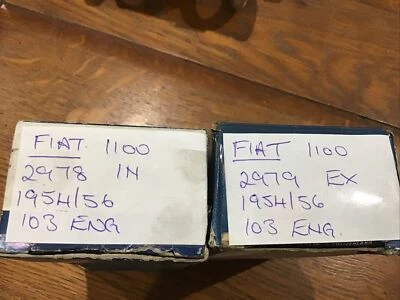 FIAT 1100
2978 IN
1954/56
103 ENG
FIAT 1100
2979 EX
1954/56
103 ENG.